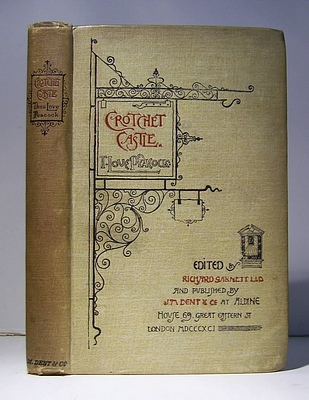 CROTCHET
CASTLE
Thos Love
Peacock
J.M. DENT & CO
CROTCHET
CASTLE.
T. LOVE PEACOCK
EDITED by
RICHARD GARNETT LLD
AND PUBLISHED, BY
J.M. DENT & CO AT ALDINE
HOUSE 69. GREAT EASTERN ST
LONDON MDCCCXCI